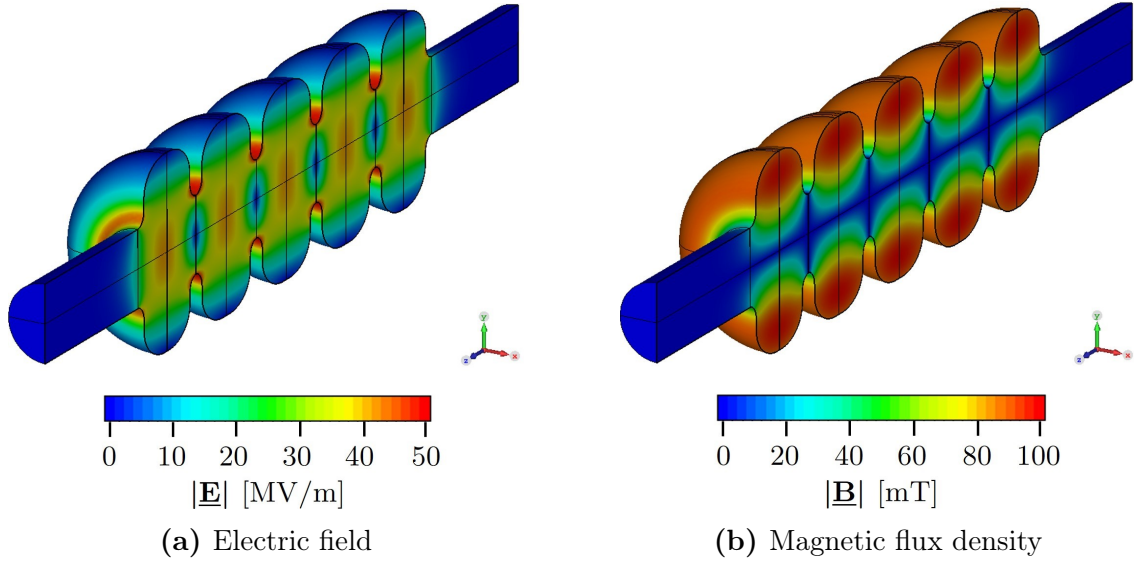 y
z
x
0 10 20 30 40 50
|E| [MV/m]
(a) Electric field
y
z
x
0 20 40 60 80 100
|B| [mT]
(b) Magnetic flux density